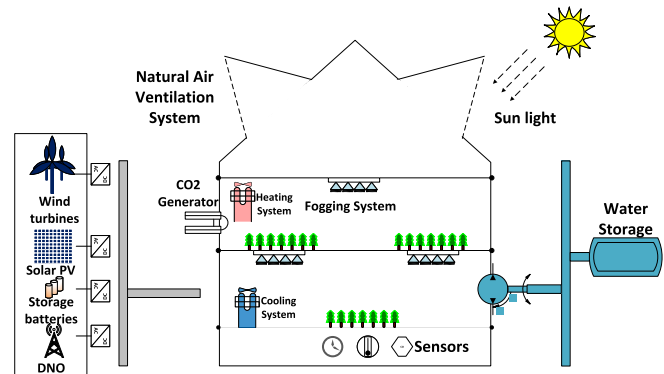 Natural Air
Ventilation
System
Sun light
CO2
Generator
Heating
System
Fogging System
Wind
turbines
Solar PV
Storage
batteries
DNO
Cooling
System
Sensors
Water
Storage